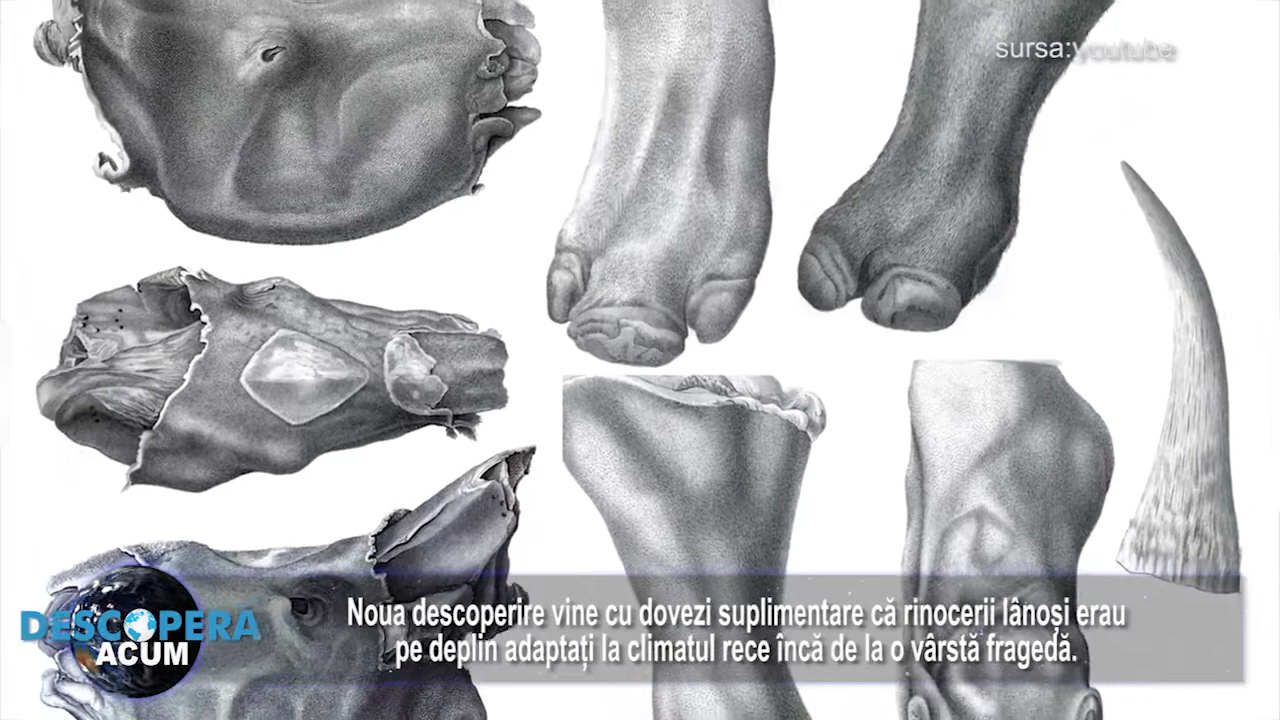 sursa:youtube
DESCOPERĂ
ACUM
Noua descoperire vine cu dovezi suplimentare că rinocerii lânoși erau
pe deplin adaptați la climatul rece încă de la o vârstă fragedă.